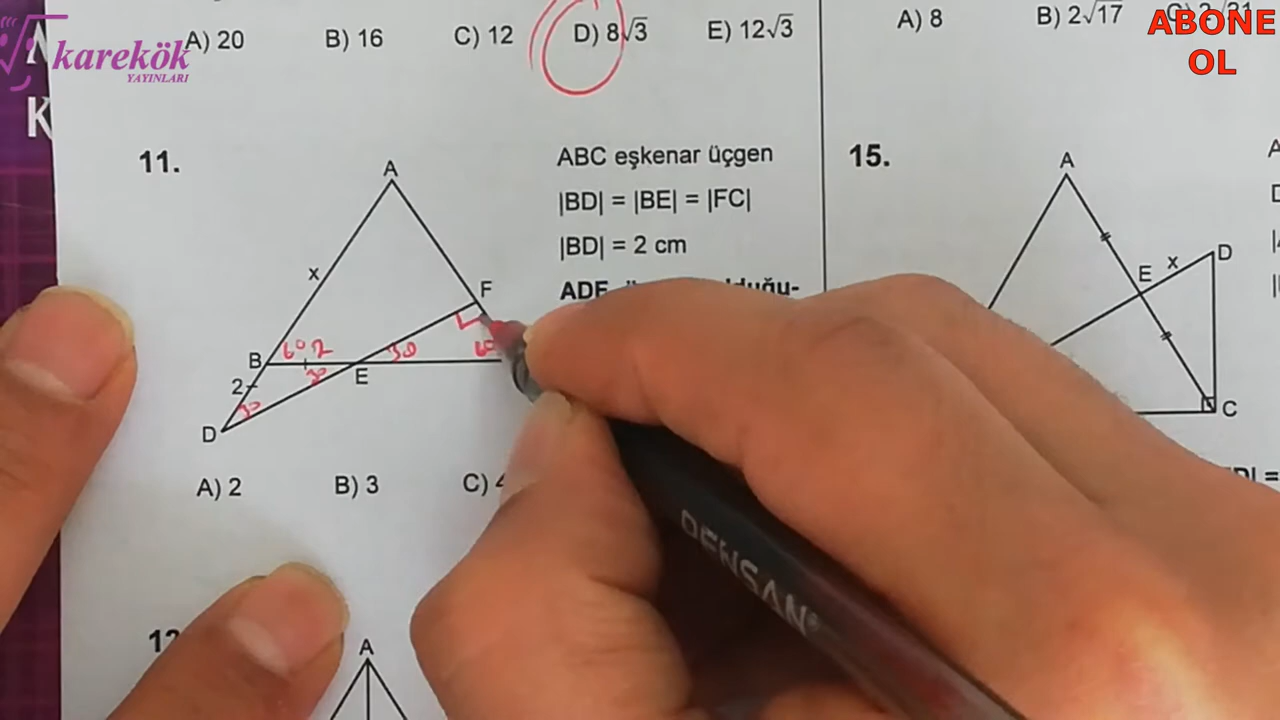 A) 20 B) 16 C) 12 D) 8√3 E) 12√3
karekök
YAYINLARI
K
11.
A
x
F
B
60 2
30
60
2
30
E
30
D
ABC eşkenar üçgen
|BD| = |BE| = |FC|
|BD| = 2 cm
ADF
A) 2 B) 3 C)
A
A) 8 B) 2√17
ABONE
OL
15.
A
E
x
D
C